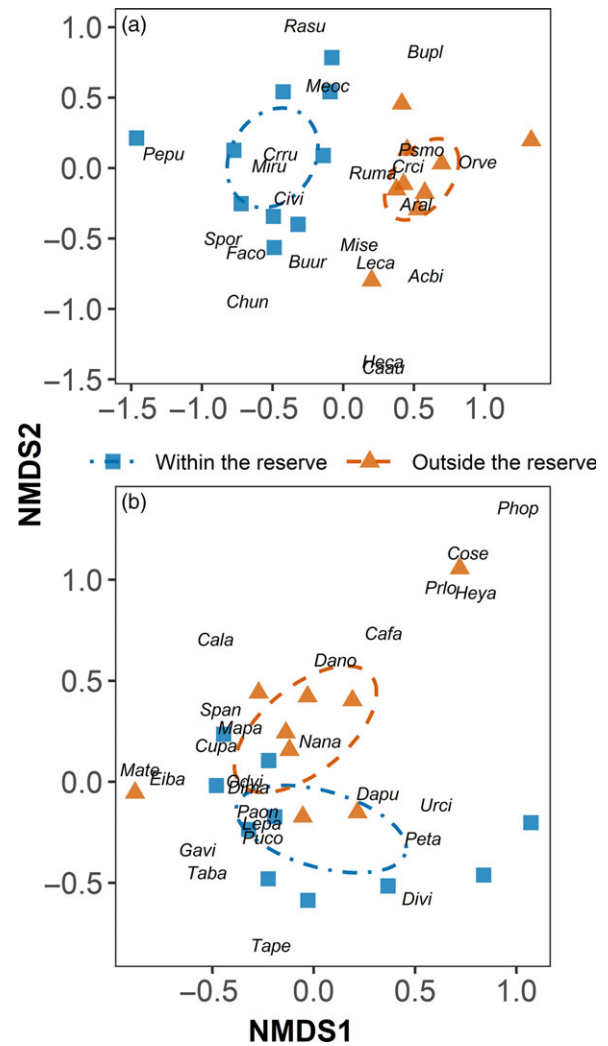 (a)
Rasu
Bupl
Meoc
Psmo
Pepu
Crru
Miru
Ruma
Crci
Orve
Civi
Aral
Spor
Faco
Mise
Buur
Leca
Acbi
Chun
Heca
Caau
0.5
0.0
−0.5
−1.0
−1.5
−1.5 −1.0 −0.5 0.0 0.5 1.0
NMDS2
Within the reserve Outside the reserve
(b)
Phop
Cose
Prlo
Heya
Cafa
Cala
Dano
Span
Mapa
Cupa
Nana
Mate
Eiba
Dapu
Urci
Paon
Lepa
Puco
Peta
Gavi
Taba
Divi
Tape
1.0
0.5
0.0
−0.5
−0.5 0.0 0.5 1.0
NMDS1